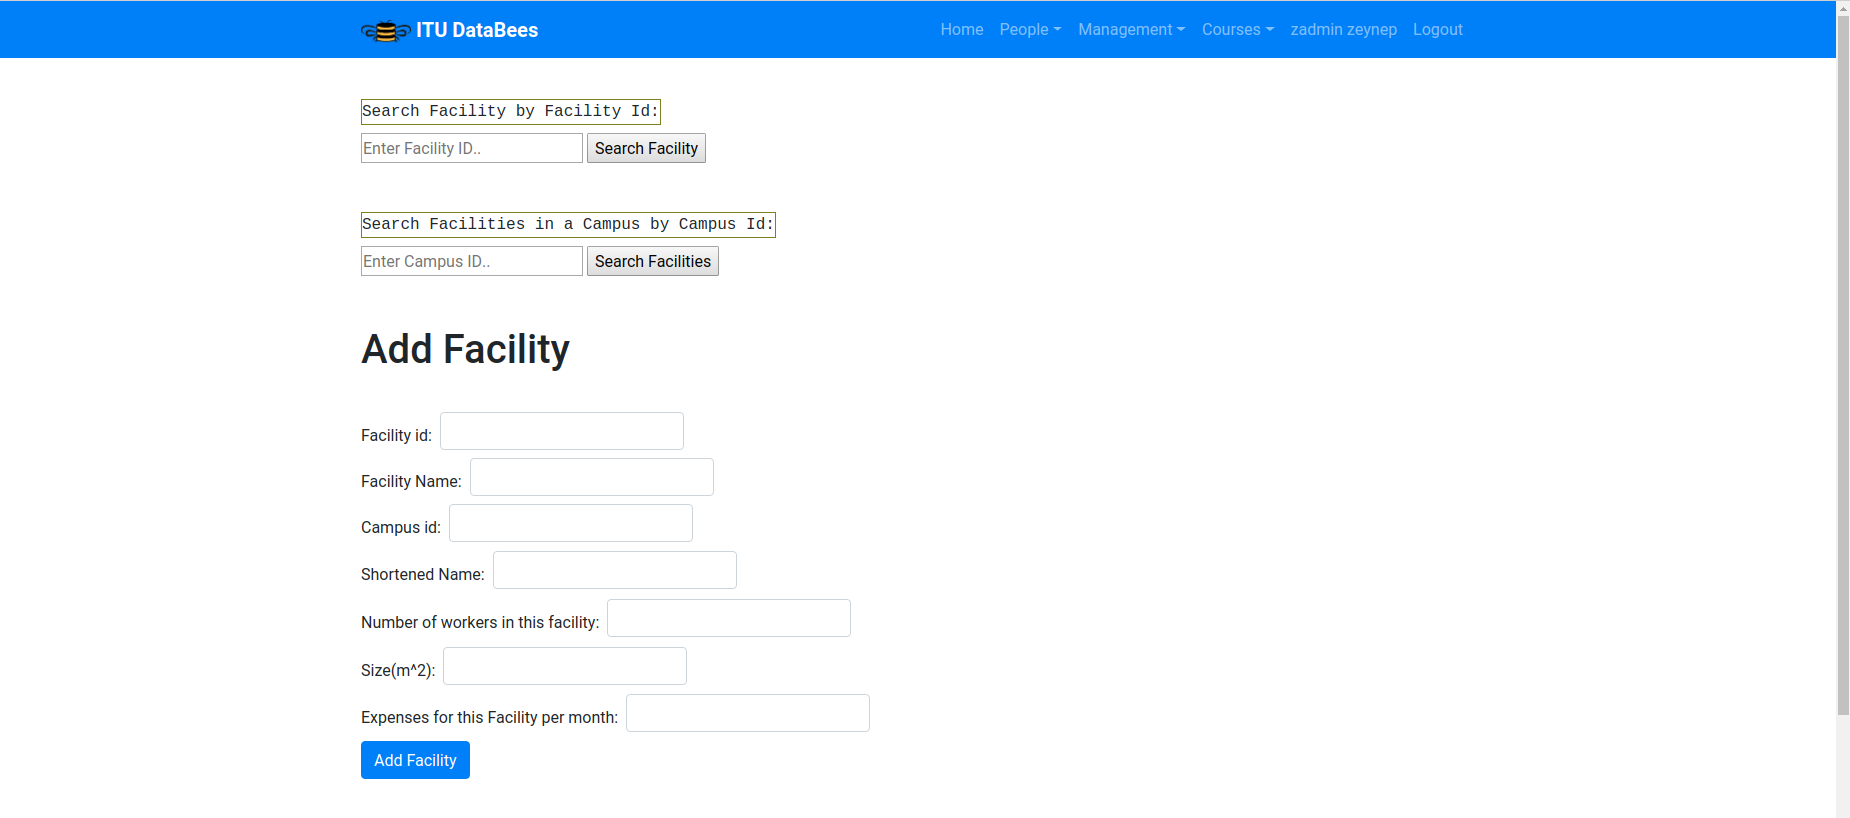 ITU DataBees Home People Management Courses zadmin zeynep Logout
Search Facility by Facility Id:
Enter Facility ID.. Search Facility
Search Facilities in a Campus by Campus Id:
Enter Campus ID.. Search Facilities
Add Facility
Facility id:
Facility Name:
Campus id:
Shortened Name:
Number of workers in this facility:
Size(m^2):
Expenses for this Facility per month:
Add Facility